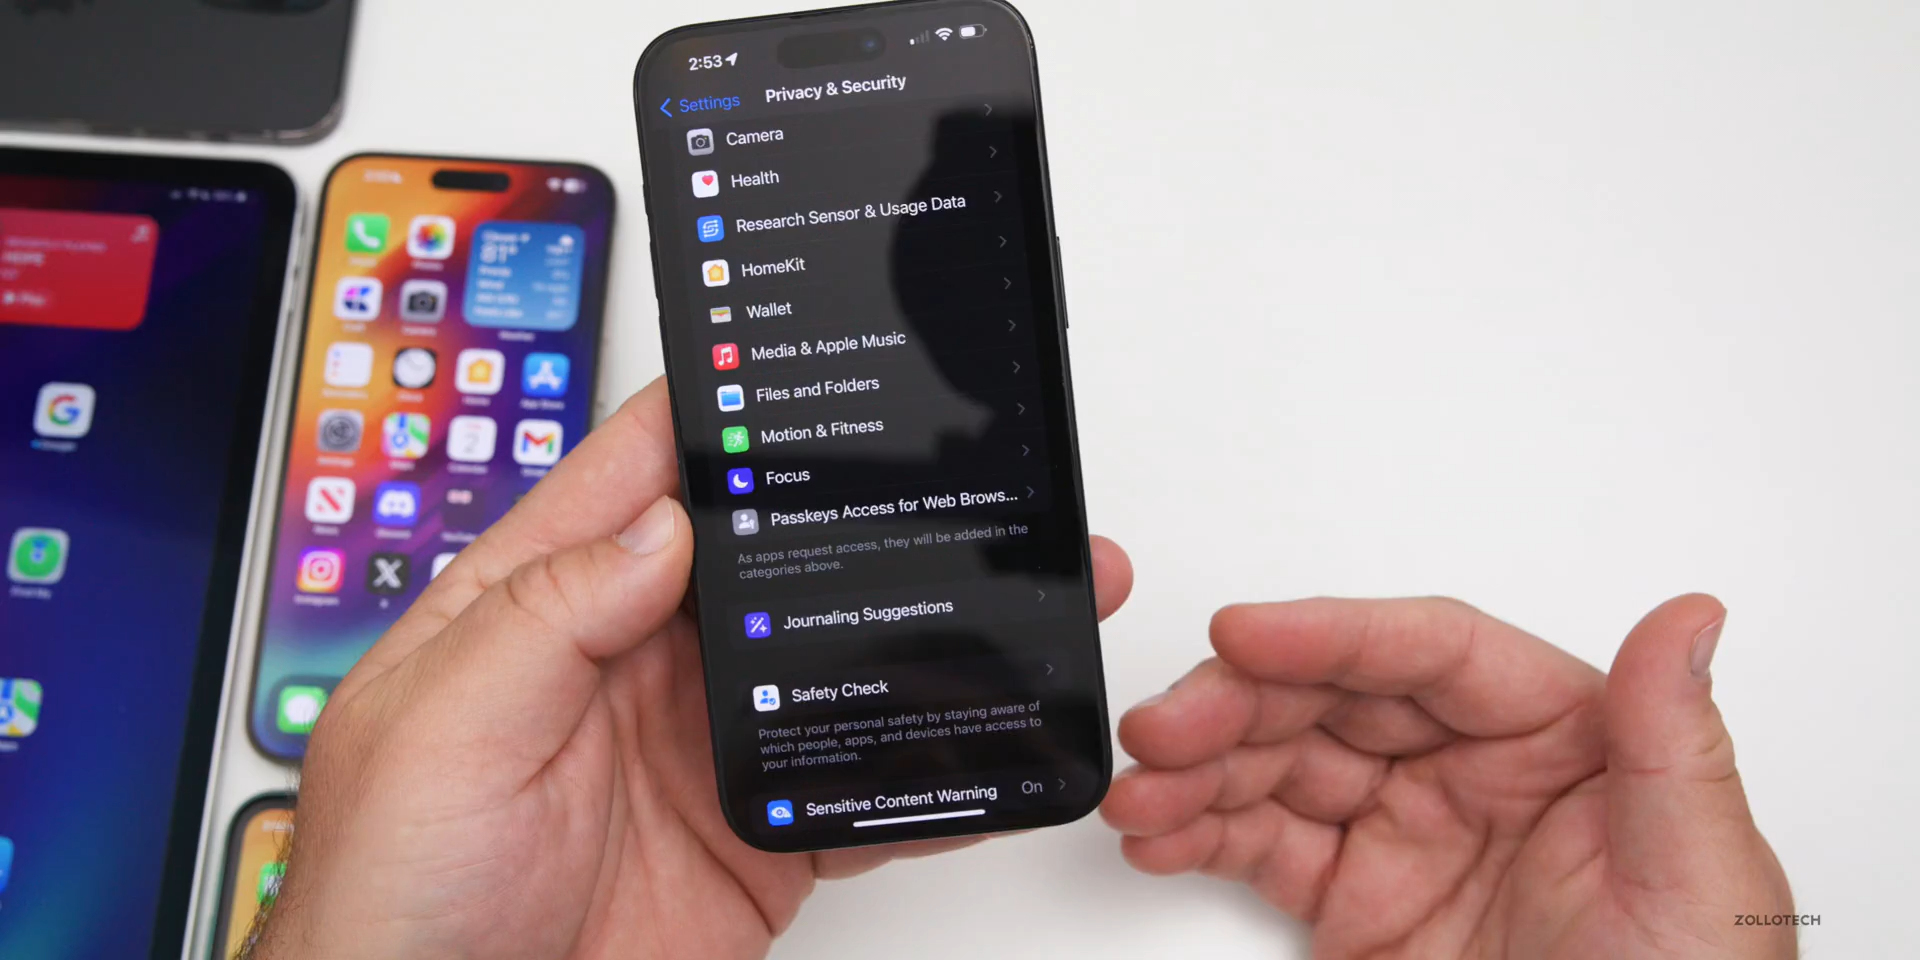 2:53
Settings
Privacy & Security
Camera
Health
Research Sensor & Usage Data
HomeKit
Wallet
Media & Apple Music
Files and Folders
Motion & Fitness
Focus
Passkeys Access for Web Brows...
As apps request access, they will be added in the
categories above.
Journaling Suggestions
Safety Check
Protect your personal safety by staying aware of
which people, apps, and devices have access to
your information.
Sensitive Content Warning On
81°
2
ZOLLOTECH